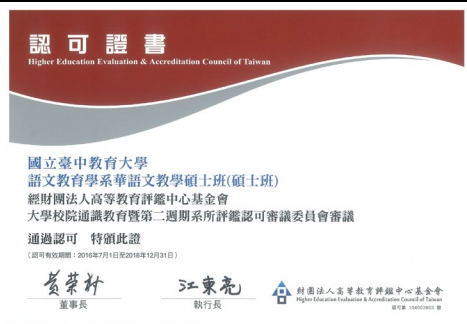 認可證書
Higher Education Evaluation & Accreditation Council of Taiwan
國立臺中教育大學
語文教育學系華語文教學碩士班(碩士班)
經財團法人高等教育評鑑中心基金會
大學校院通識教育暨第二週期系所評鑑認可審議委員會審議
通過認可 特頒此證
(認可有效期間：2016年7月1日至2018年12月31日)
黃榮村
江東亮
董事長
執行長
財團法人高等教育評鑑中心基金會
Higher Education Evaluation & Accreditation Council of Taiwan